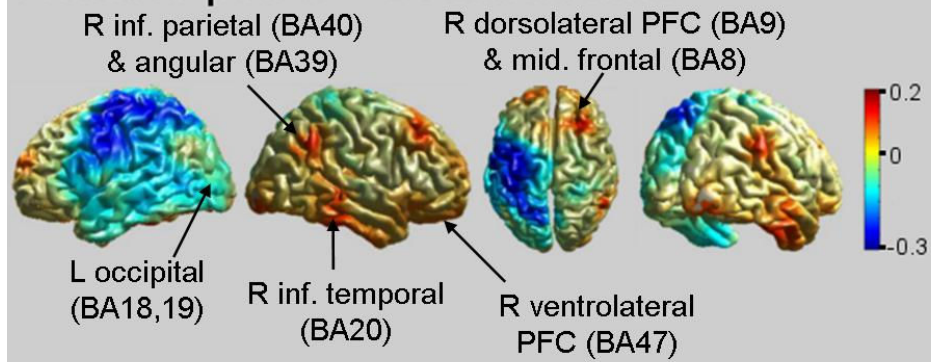 R inf. parietal (BA40)
& angular (BA39)
R dorsolateral PFC (BA9)
& mid. frontal (BA8)
0.2
0
-0.3
L occipital
(BA18,19)
R inf. temporal
(BA20)
R ventrolateral
PFC (BA47)